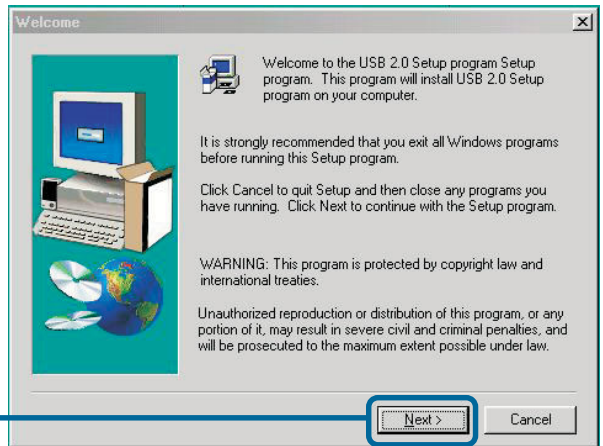 Welcome
Welcome to the USB 2.0 Setup program Setup
program. This program will install USB 2.0 Setup
program on your computer.
It is strongly recommended that you exit all Windows programs
before running this Setup program.
Click Cancel to quit Setup and then close any programs you
have running. Click Next to continue with the Setup program.
WARNING: This program is protected by copyright law and
international treaties.
Unauthorized reproduction or distribution of this program, or any
portion of it, may result in severe civil and criminal penalties, and
will be prosecuted to the maximum extent possible under law.
Next > Cancel